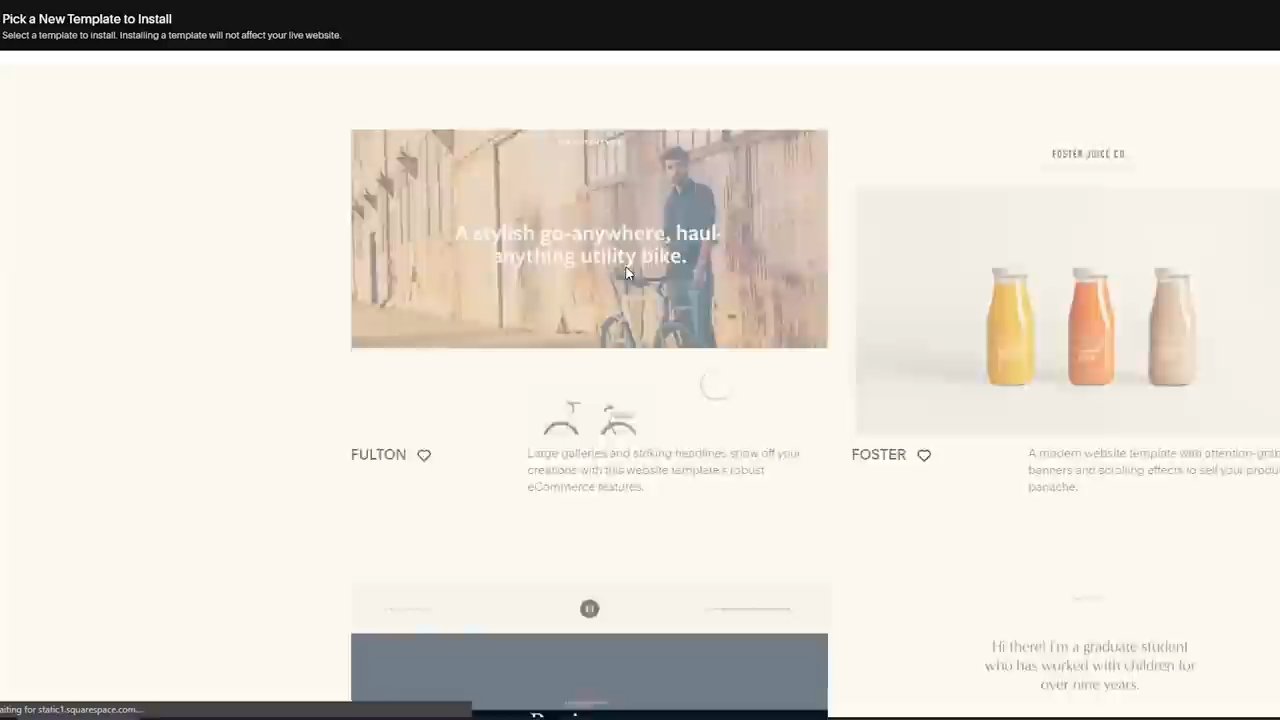 Pick a New Template to Install
Select a template to install. Installing a template will not affect your live website.
A stylish go-anywhere, haul-
anything utility bike.
FOSTER JUICE CO.
FULTON
Large galleries and striking headlines show off your
creations with this website template's robust
eCommerce features.
FOSTER
A modern website template with attention-grab
banners and scrolling effects to sell your produ
panache.
Hi there! I'm a graduate student
who has worked with children for
over nine years.
aiting for static1.squarespace.com...